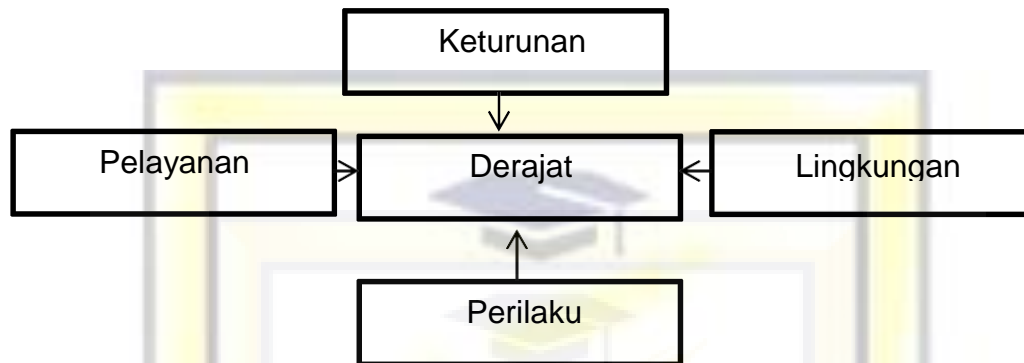 Keturunan
Pelayanan
Derajat
Lingkungan
Perilaku